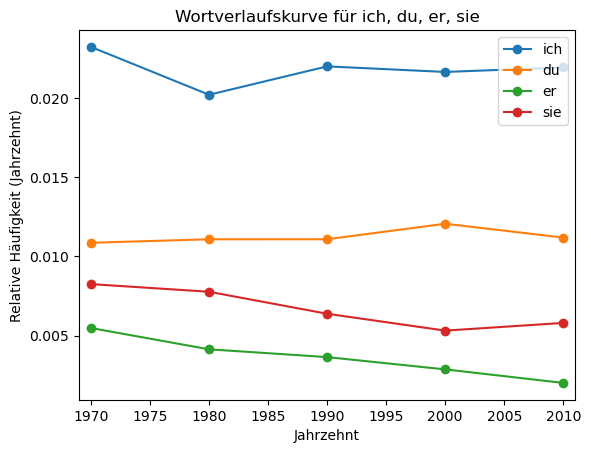 Wortverlaufskurve für ich, du, er, sie
ich
du
er
sie
0.020
0.015
0.010
0.005
Relative Häufigkeit (Jahrzehnt)
1970 1975 1980 1985 1990 1995 2000 2005 2010
Jahrzehnt